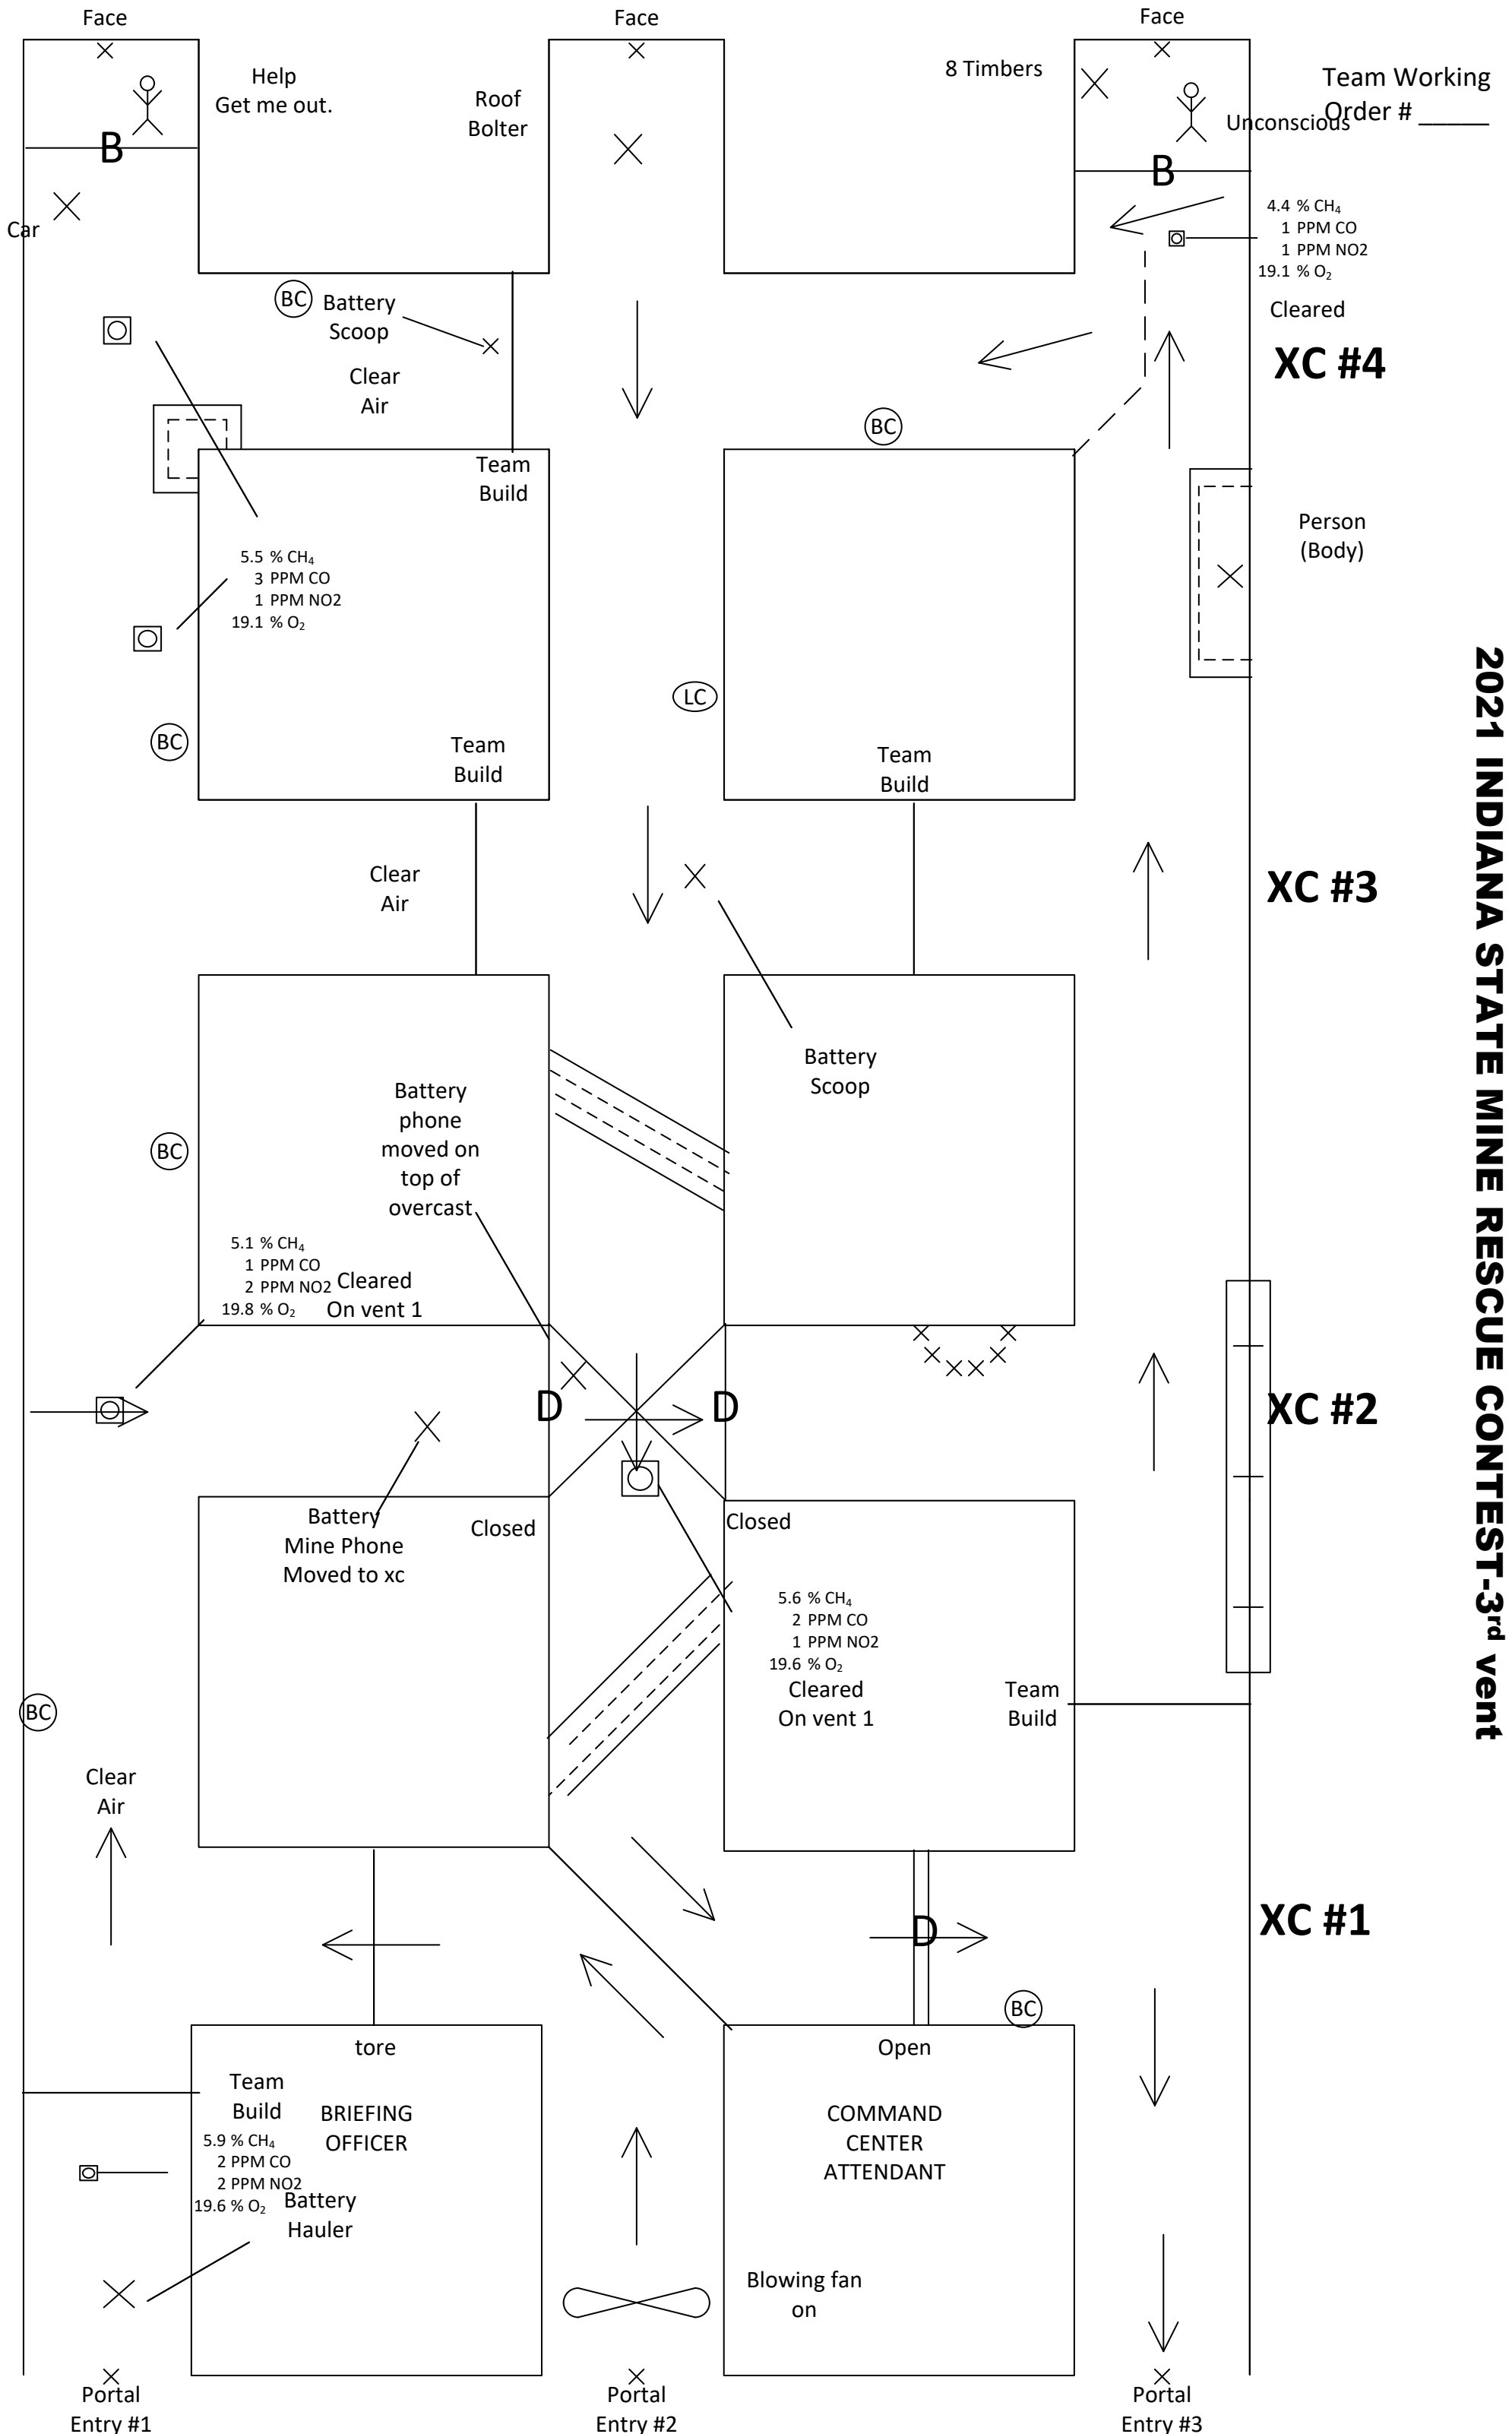 Face
Face
Face
Help
Get me out.
Roof
Bolter
8 Timbers
Team Working
Order # _____
Unconscious
B
B
Car
4.4 % CH₄
1 PPM CO
1 PPM NO2
19.1 % O₂
Cleared
XC #4
BC
Battery
Scoop
Clear
Air
BC
Team
Build
Person
(Body)
5.5 % CH₄
3 PPM CO
1 PPM NO2
19.1 % O₂
LC
BC
Team
Build
Team
Build
2021 INDIANA STATE MINE RESCUE CONTEST-3rd vent
XC #3
Clear
Air
Battery
Scoop
Battery
phone
moved on
top of
overcast
BC
5.1 % CH₄
1 PPM CO
2 PPM NO2
19.8 % O₂
Cleared
On vent 1
D
D
XC #2
Battery
Mine Phone
Moved to xc
Closed
Closed
5.6 % CH₄
2 PPM CO
1 PPM NO2
19.6 % O₂
Cleared
On vent 1
Team
Build
BC
Clear
Air
XC #1
D
BC
tore
Open
Team
Build
BRIEFING
OFFICER
COMMAND
CENTER
ATTENDANT
5.9 % CH₄
2 PPM CO
2 PPM NO2
19.6 % O₂
Battery
Hauler
Blowing fan
on
Portal
Entry #1
Portal
Entry #2
Portal
Entry #3